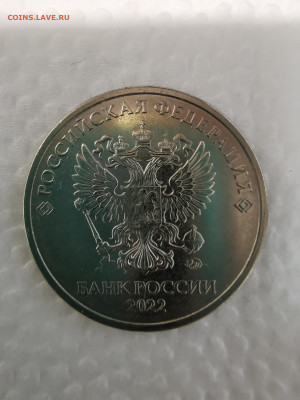 COINS.LAVE.RU
РОССИЙСКАЯ ФЕДЕРАЦИЯ
БАНК РОССИИ
2022